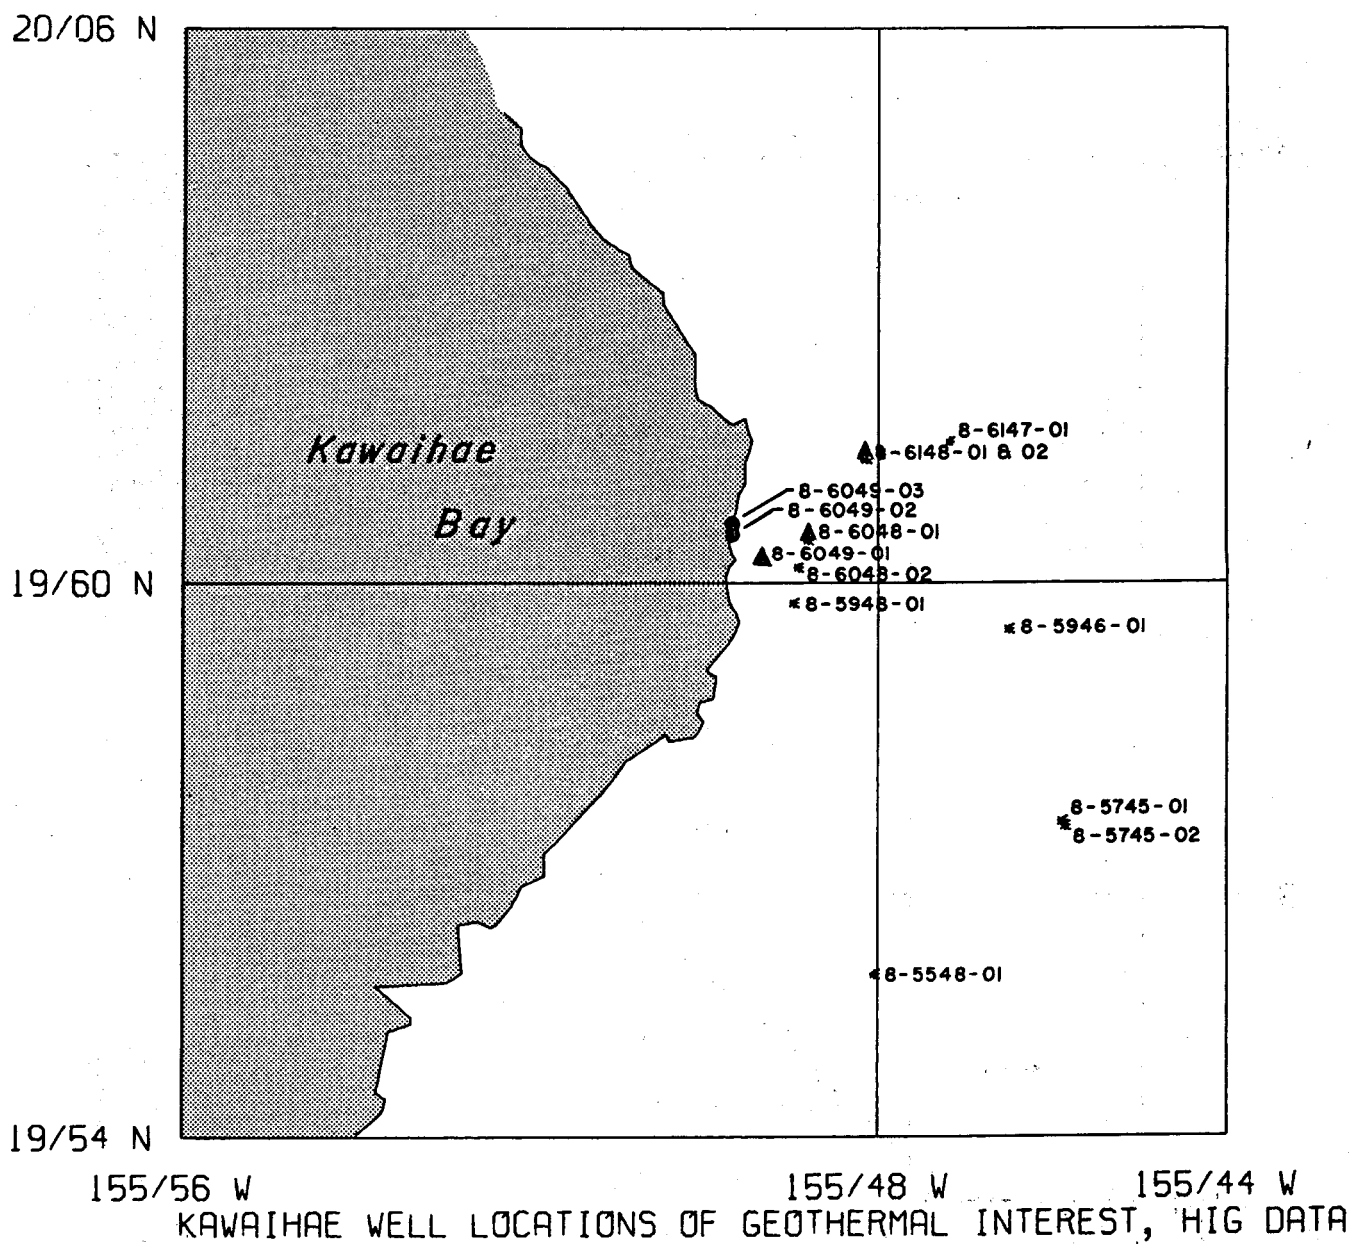 20/06 N
8-6147-01
Kawaihae
8-6148-01 & 02
8-6049-03
8-6049-02
Bay
8-6048-01
8-6049-01
8-6048-02
19/60 N
8-5948-01
8-5946-01
8-5745-01
8-5745-02
8-5548-01
19/54 N
155/56 W
155/48 W
155/44 W
KAWAIHAE WELL LOCATIONS OF GEOTHERMAL INTEREST, HIG DATA